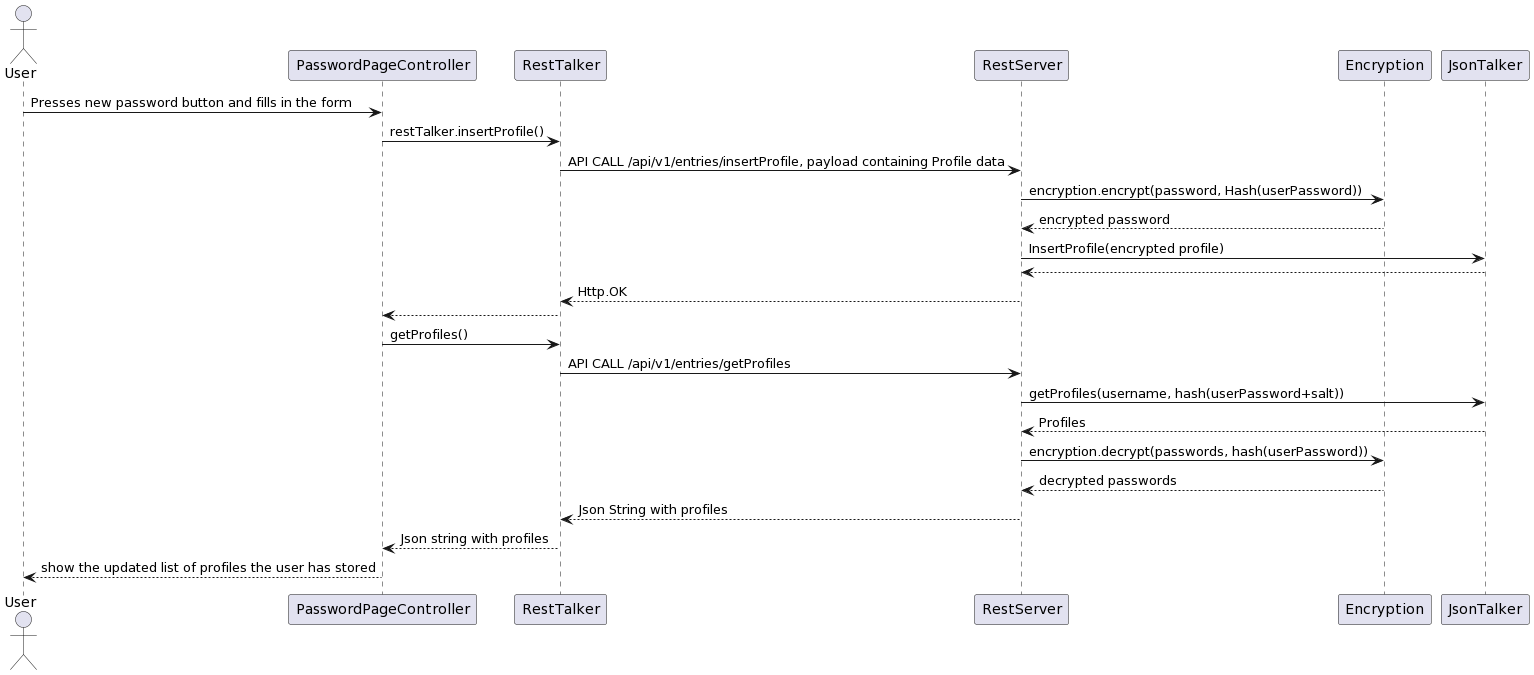 User
PasswordPageController
RestTalker
RestServer
Encryption
JsonTalker
Presses new password button and fills in the form
restTalker.insertProfile()
API CALL /api/v1/entries/insertProfile, payload containing Profile data
encryption.encrypt(password, Hash(userPassword))
encrypted password
InsertProfile(encrypted profile)
Http.OK
getProfiles()
API CALL /api/v1/entries/getProfiles
getProfiles(username, hash(userPassword+salt))
Profiles
encryption.decrypt(passwords, hash(userPassword))
decrypted passwords
Json String with profiles
Json string with profiles
show the updated list of profiles the user has stored
User
PasswordPageController
RestTalker
RestServer
Encryption
JsonTalker